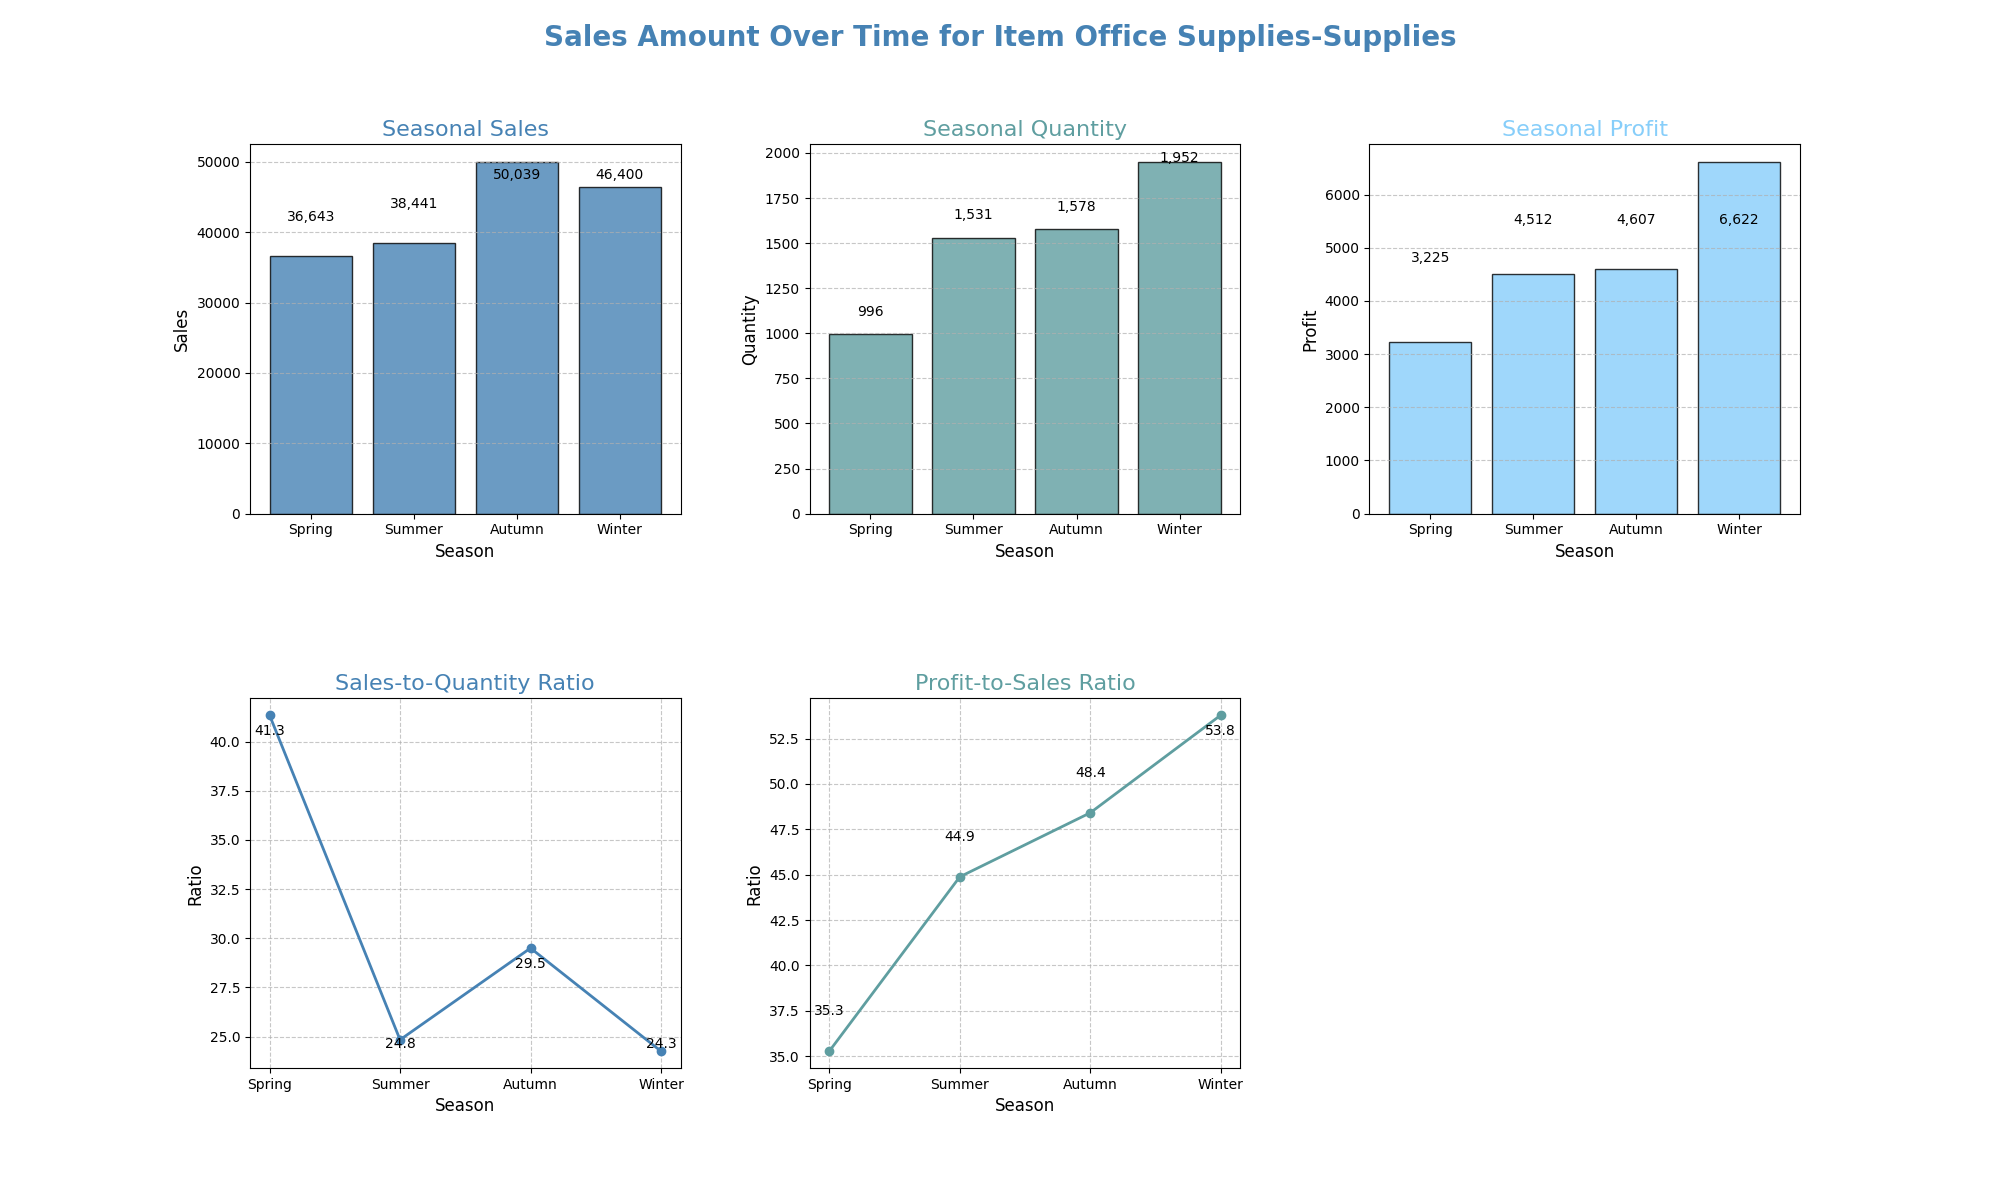 Sales Amount Over Time for Item Office Supplies-Supplies
Seasonal Sales
50000
40000
30000
20000
10000
0
Sales
36,643
38,441
50,039
46,400
Spring
Summer
Autumn
Winter
Season
Seasonal Quantity
2000
1750
1500
1250
1000
750
500
250
0
Quantity
996
1,531
1,578
1,952
Spring
Summer
Autumn
Winter
Season
Seasonal Profit
6000
5000
4000
3000
2000
1000
0
Profit
3,225
4,512
4,607
6,622
Spring
Summer
Autumn
Winter
Season
Sales-to-Quantity Ratio
40.0
37.5
35.0
32.5
30.0
27.5
25.0
Ratio
41.3
24.8
29.5
24.3
Spring
Summer
Autumn
Winter
Season
Profit-to-Sales Ratio
52.5
50.0
47.5
45.0
42.5
40.0
37.5
35.0
Ratio
35.3
44.9
48.4
53.8
Spring
Summer
Autumn
Winter
Season